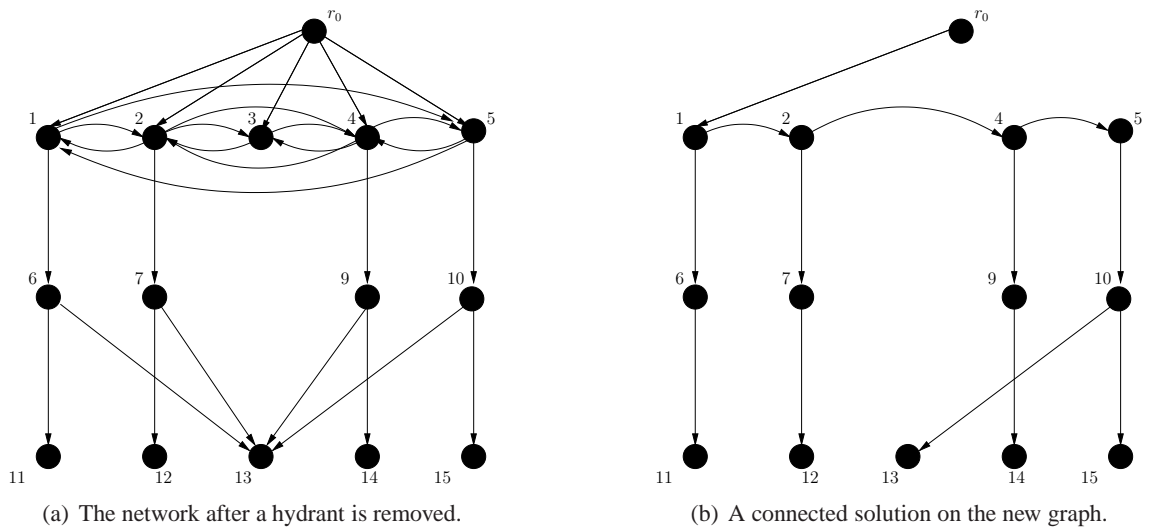 r0 r0
1 2 3 4 5 1 2 4 5
6 7 9 10 6 7 9 10
11 12 13 14 15 11 12 13 14 15
(a) The network after a hydrant is removed. (b) A connected solution on the new graph.